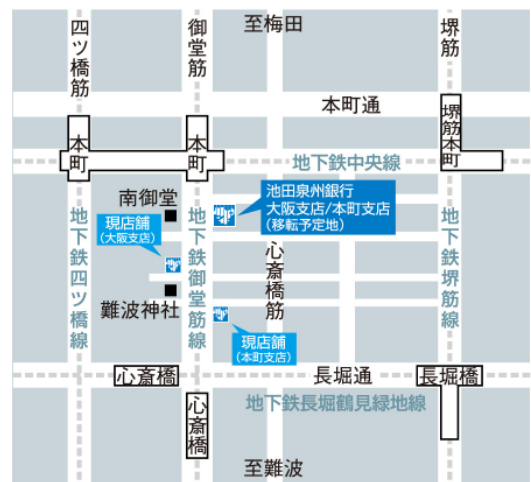 至梅田
四ツ橋筋
御堂筋
堺筋
本町通
本町
本町
堺筋本町
地下鉄中央線
南御堂
池田泉州銀行
大阪支店/本町支店
(移転予定地)
現店舗
(大阪支店)
地下鉄四ツ橋線
地下鉄御堂筋線
心斎橋筋
地下鉄堺筋線
難波神社
現店舗
(本町支店)
心斎橋
長堀通
長堀橋
心斎橋
地下鉄長堀鶴見緑地線
至難波